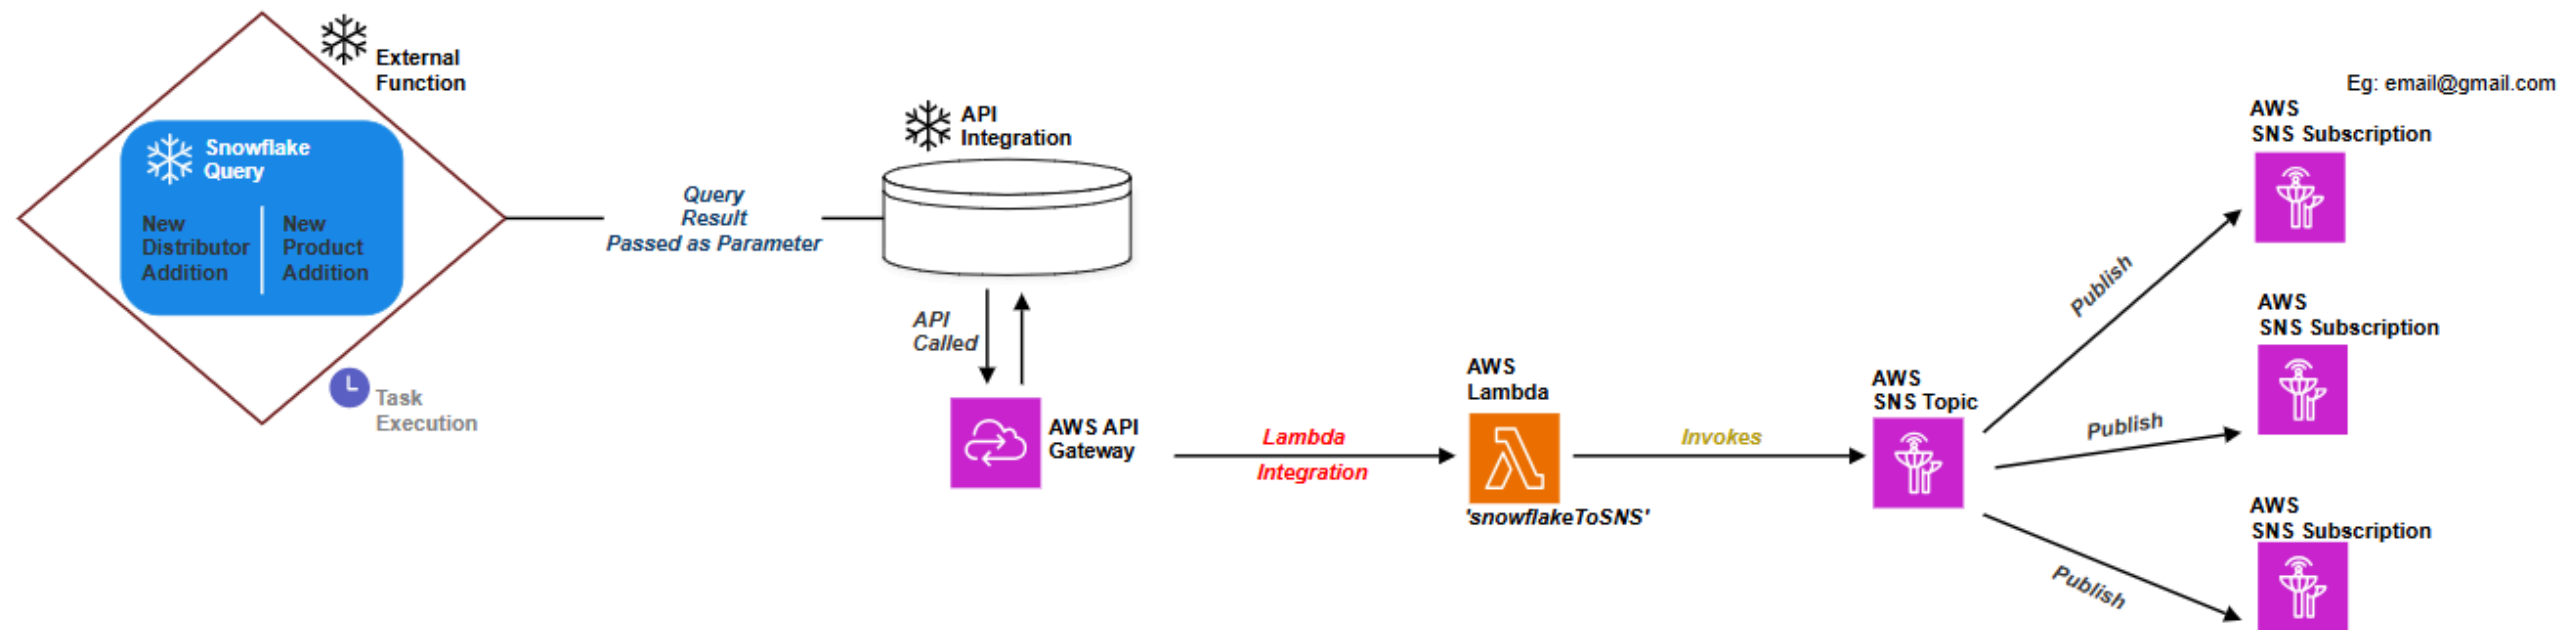 External
Function
Snowflake
Query
New
Distributor
Addition
New
Product
Addition
Task
Execution
Query
Result
Passed as Parameter
API
Integration
API
Called
AWS API
Gateway
Lambda
Integration
AWS
Lambda
'snowflakeToSNS'
Invokes
AWS
SNS Topic
Publish
Publish
Publish
Eg: email@gmail.com
AWS
SNS Subscription
AWS
SNS Subscription
AWS
SNS Subscription